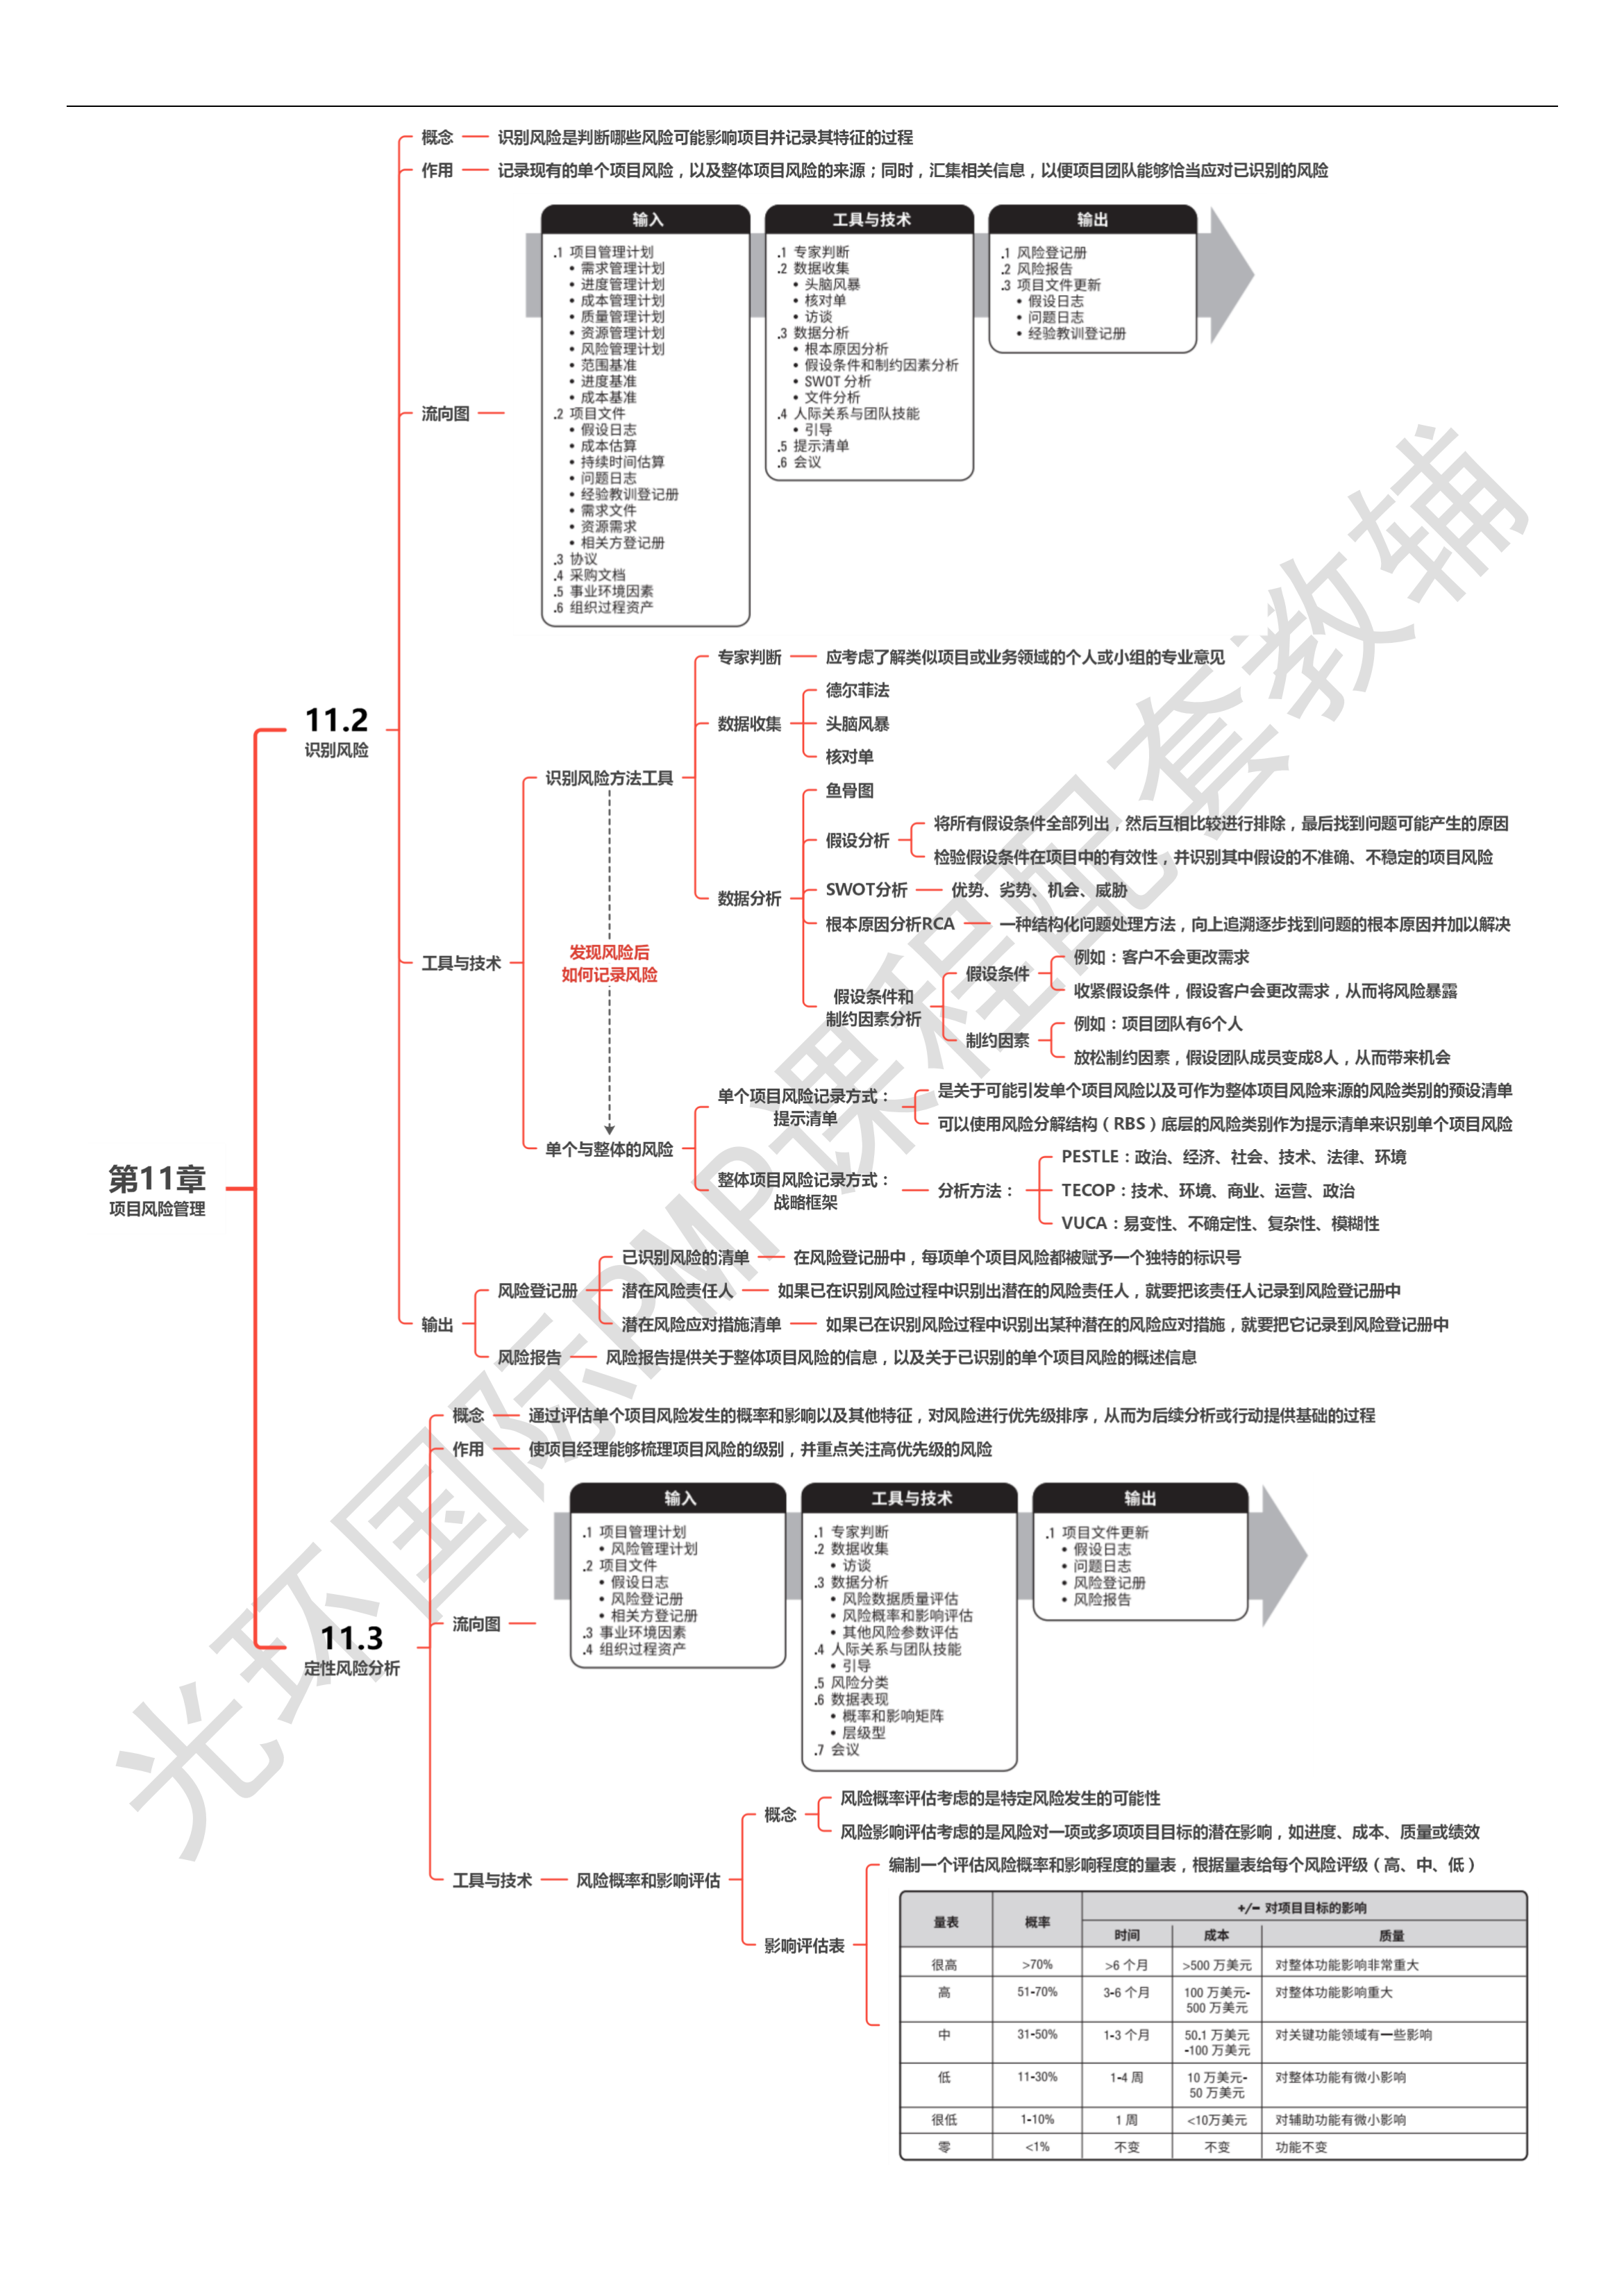 第11章
项目风险管理
11.2
识别风险
概念
识别风险是判断哪些风险可能影响项目并记录其特征的过程
作用
记录现有的单个项目风险，以及整体项目风险的来源；同时，汇集相关信息，以便项目团队能够恰当应对已识别的风险
流向图
输入
.1 项目管理计划
• 需求管理计划
• 进度管理计划
• 成本管理计划
• 质量管理计划
• 资源管理计划
• 风险管理计划
• 范围基准
• 进度基准
• 成本基准
.2 项目文件
• 假设日志
• 成本估算
• 持续时间估算
• 问题日志
• 经验教训登记册
• 需求文件
• 资源需求
• 相关方登记册
.3 协议
.4 采购文档
.5 事业环境因素
.6 组织过程资产
工具与技术
.1 专家判断
.2 数据收集
• 头脑风暴
• 核对单
• 访谈
.3 数据分析
• 根本原因分析
• 假设条件和制约因素分析
• SWOT 分析
• 文件分析
.4 人际关系与团队技能
• 引导
.5 提示清单
.6 会议
输出
.1 风险登记册
.2 风险报告
.3 项目文件更新
• 假设日志
• 问题日志
• 经验教训登记册
工具与技术
识别风险方法工具
专家判断
应考虑了解类似项目或业务领域的个人或小组的专业意见
数据收集
德尔菲法
头脑风暴
核对单
数据分析
鱼骨图
假设分析
将所有假设条件全部列出，然后互相比较进行排除，最后找到问题可能产生的原因
检验假设条件在项目中的有效性，并识别其中假设的不准确、不稳定的项目风险
SWOT分析
优势、劣势、机会、威胁
根本原因分析RCA
一种结构化问题处理方法，向上追溯逐步找到问题的根本原因并加以解决
假设条件和
制约因素分析
假设条件
例如：客户不会更改需求
收紧假设条件，假设客户会更改需求，从而将风险暴露
制约因素
例如：项目团队有6个人
放松制约因素，假设团队成员变成8人，从而带来机会
发现风险后
如何记录风险
单个与整体的风险
单个项目风险记录方式：
提示清单
是关于可能引发单个项目风险以及可作为整体项目风险来源的风险类别的预设清单
可以使用风险分解结构（RBS）底层的风险类别作为提示清单来识别单个项目风险
整体项目风险记录方式：
战略框架
分析方法：
PESTLE：政治、经济、社会、技术、法律、环境
TECOP：技术、环境、商业、运营、政治
VUCA：易变性、不确定性、复杂性、模糊性
输出
风险登记册
已识别风险的清单
在风险登记册中，每项单个项目风险都被赋予一个独特的标识号
潜在风险责任人
如果已在识别风险过程中识别出潜在的风险责任人，就要把该责任人记录到风险登记册中
潜在风险应对措施清单
如果已在识别风险过程中识别出某种潜在的风险应对措施，就要把它记录到风险登记册中
风险报告
风险报告提供关于整体项目风险的信息，以及关于已识别的单个项目风险的概述信息
11.3
定性风险分析
概念
通过评估单个项目风险发生的概率和影响以及其他特征，对风险进行优先级排序，从而为后续分析或行动提供基础的过程
作用
使项目经理能够梳理项目风险的级别，并重点关注高优先级的风险
流向图
输入
.1 项目管理计划
• 风险管理计划
.2 项目文件
• 假设日志
• 风险登记册
• 相关方登记册
.3 事业环境因素
.4 组织过程资产
工具与技术
.1 专家判断
.2 数据收集
• 访谈
.3 数据分析
• 风险数据质量评估
• 风险概率和影响评估
• 其他风险参数评估
.4 人际关系与团队技能
• 引导
.5 风险分类
.6 数据表现
• 概率和影响矩阵
• 层级型
.7 会议
输出
.1 项目文件更新
• 假设日志
• 问题日志
• 风险登记册
• 风险报告
工具与技术
风险概率和影响评估
概念
风险概率评估考虑的是特定风险发生的可能性
风险影响评估考虑的是风险对一项或多项项目目标的潜在影响，如进度、成本、质量或绩效
影响评估表
编制一个评估风险概率和影响程度的量表，根据量表给每个风险评级（高、中、低）
量表 概率 +/− 对项目目标的影响
时间 成本 质量
很高 >70% >6 个月 >500 万美元 对整体功能影响非常重大
高 51-70% 3-6 个月 100 万美元- 对整体功能影响重大
500 万美元
中 31-50% 1-3 个月 50.1 万美元 对关键功能领域有一些影响
-100 万美元
低 11-30% 1-4 周 10 万美元- 对整体功能有微小影响
50 万美元
很低 1-10% 1 周 <10万美元 对辅助功能有微小影响
零 <1% 不变 不变 功能不变
光环国际PMP课程配套教辅